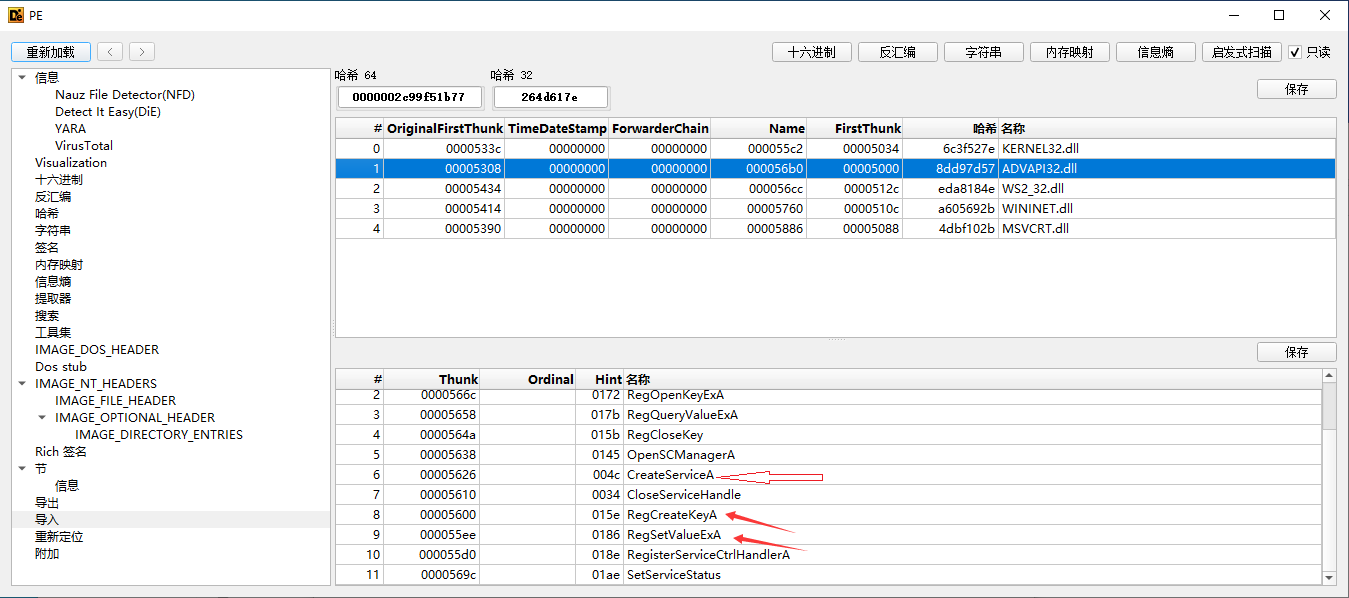 PE
重新加载 < > 十六进制 反汇编 字符串 内存映射 信息熵 启发式扫描 只读
信息
Nauz File Detector(NFD)
Detect It Easy(DiE)
YARA
VirusTotal
Visualization
十六进制
反汇编
哈希
字符串
签名
内存映射
信息熵
提取器
搜索
工具集
IMAGE_DOS_HEADER
Dos stub
IMAGE_NT_HEADERS
IMAGE_FILE_HEADER
IMAGE_OPTIONAL_HEADER
IMAGE_DIRECTORY_ENTRIES
Rich 签名
节
信息
导出
导入
重新定位
附加
哈希 64 哈希 32
0000002c99f51b77 264d617e 保存
# OriginalFirstThunk TimeDateStamp ForwarderChain Name FirstThunk 哈希 名称
0 0000533c 00000000 00000000 000055c2 00005034 6c3f527e KERNEL32.dll
1 00005308 00000000 00000000 000056b0 00005000 8dd97d57 ADVAPI32.dll
2 00005434 00000000 00000000 000056cc 0000512c eda8184e WS2_32.dll
3 00005414 00000000 00000000 00005760 0000510c a605692b WININET.dll
4 00005390 00000000 00000000 00005886 00005088 4dbf102b MSVCRT.dll
保存
# Thunk Ordinal Hint 名称
2 0000566c 0172 RegOpenKeyExA
3 00005658 017b RegQueryValueExA
4 0000564a 015b RegCloseKey
5 00005638 0145 OpenSCManagerA
6 00005626 004c CreateServiceA
7 00005610 0034 CloseServiceHandle
8 00005600 015e RegCreateKeyA
9 000055ee 0186 RegSetValueExA
10 000055d0 018e RegisterServiceCtrlHandlerA
11 0000569c 01ae SetServiceStatus